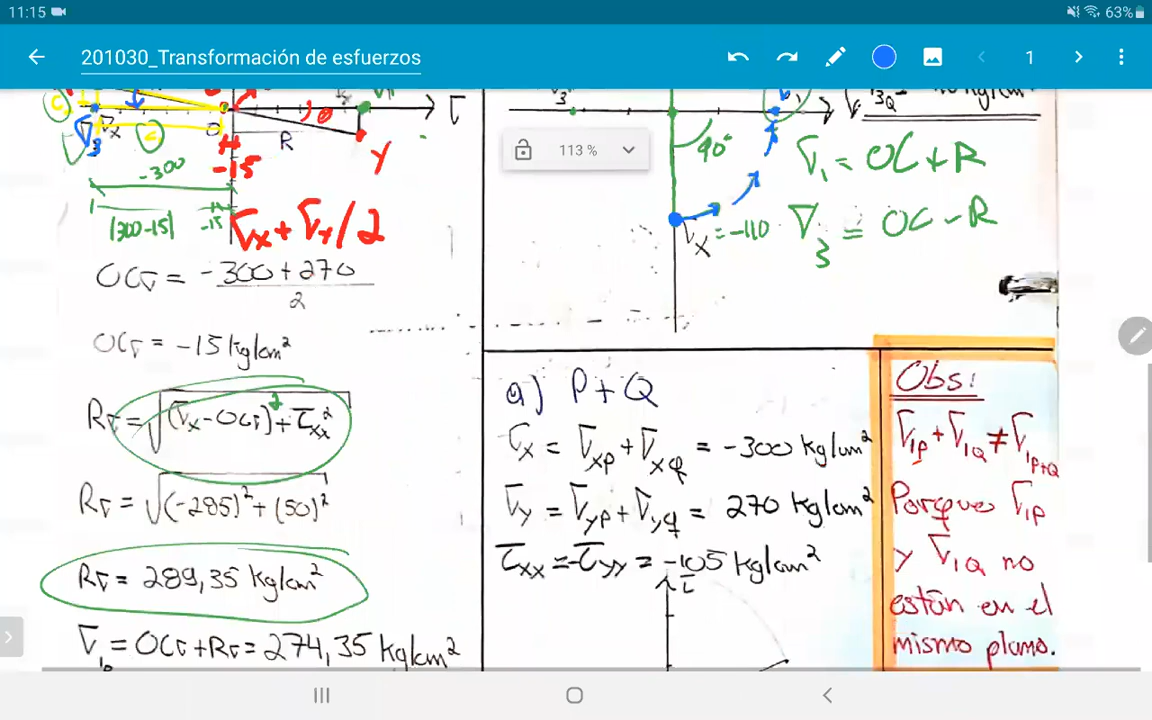 11:15 63%
201030_Transformación de esfuerzos 1
113 %
R
θ
y
-15
-300
|300-15| -15
σx + σy/2
OCσ = -300+270
2
OCσ = -15 kg/cm²
Rσ = √(σx - OCσ)² + τxx²
Rσ = √(-285)² + (50)²
Rσ = 289,35 kg/cm²
σ1p = OCσ + Rσ = 274,35 kg/cm²
90°
σ1 = OC + R
σx = -110
σ3 = OC - R
a) P+Q
σx = σxp + σxq = -300 kg/cm²
σy = σyp + σyq = 270 kg/cm²
τxx = -τyy = -105 kg/cm²
τ
Obs:
σ1p + σ1Q ≠ σ1p+Q
Porque σ1p
y σ1Q no
están en el
mismo plano.